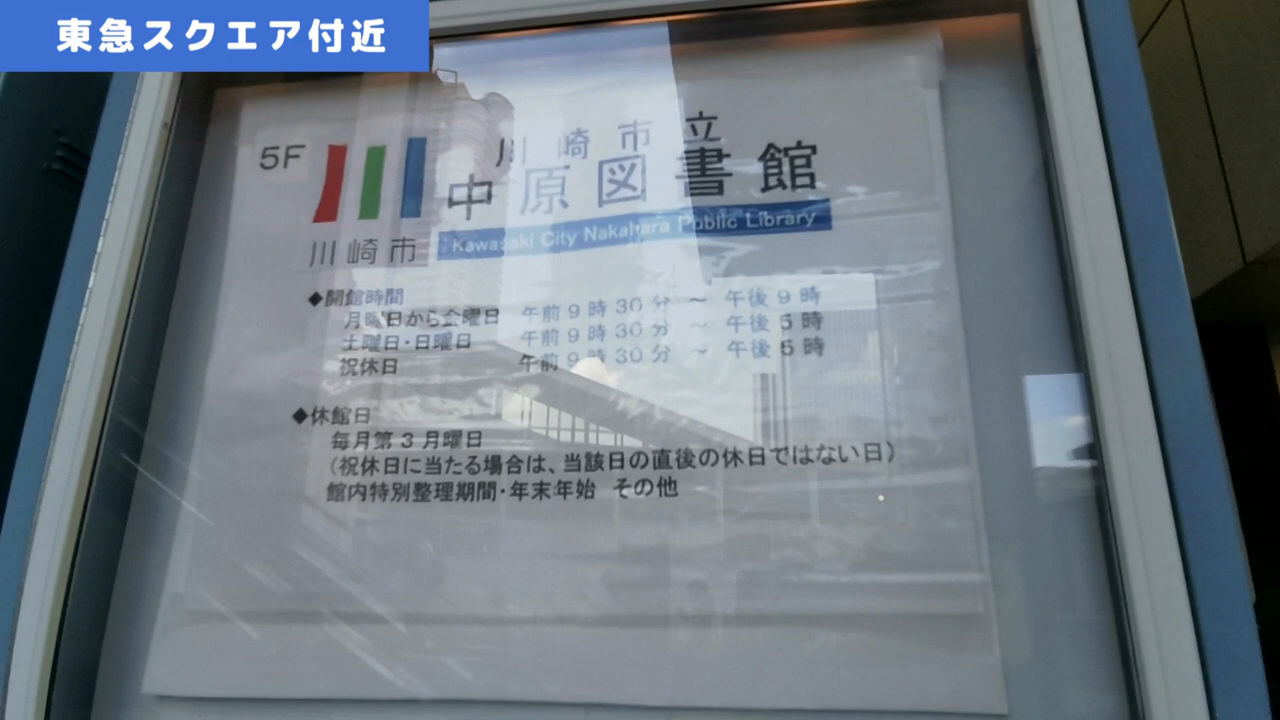 東急スクエア付近
5F
川崎市
川崎市立
中原図書館
Kawasaki City Nakahara Public Library
◆開館時間
月曜日から金曜日 午前9時30分 ～ 午後9時
土曜日・日曜日 午前9時30分 ～ 午後5時
祝休日 午前9時30分 ～ 午後5時
◆休館日
毎月第3月曜日
（祝休日に当たる場合は、当該日の直後の休日ではない日）
館内特別整理期間・年末年始 その他